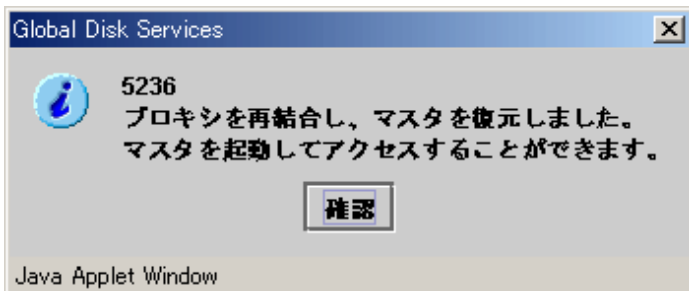 Global Disk Services
5236
プロキシを再結合し、マスタを復元しました。
マスタを起動してアクセスすることができます。
確認
Java Applet Window